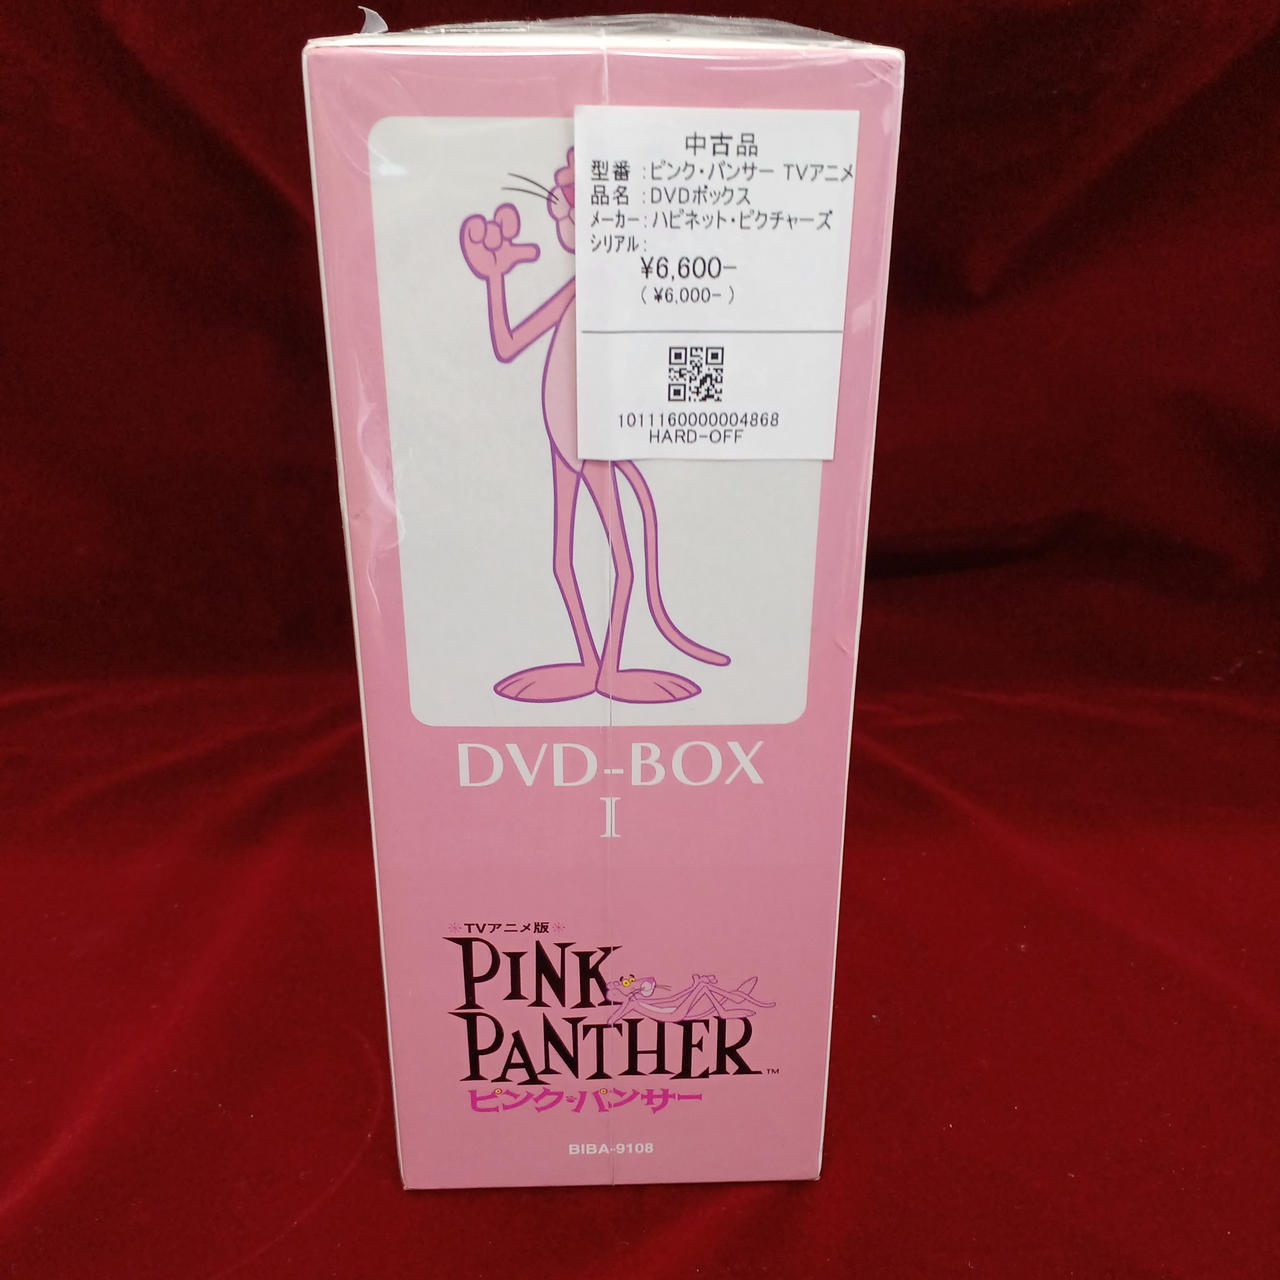 中古品
型番 :ピンク・パンサー TVアニメ
品名 :DVDボックス
メーカー:ハピネット・ピクチャーズ
シリアル:
¥6,600-
( ¥6,000- )
1011160000004868
HARD-OFF
DVD-BOX
I
TVアニメ版
PINK
PANTHER™
ピンク・パンサー
BIBA-9108